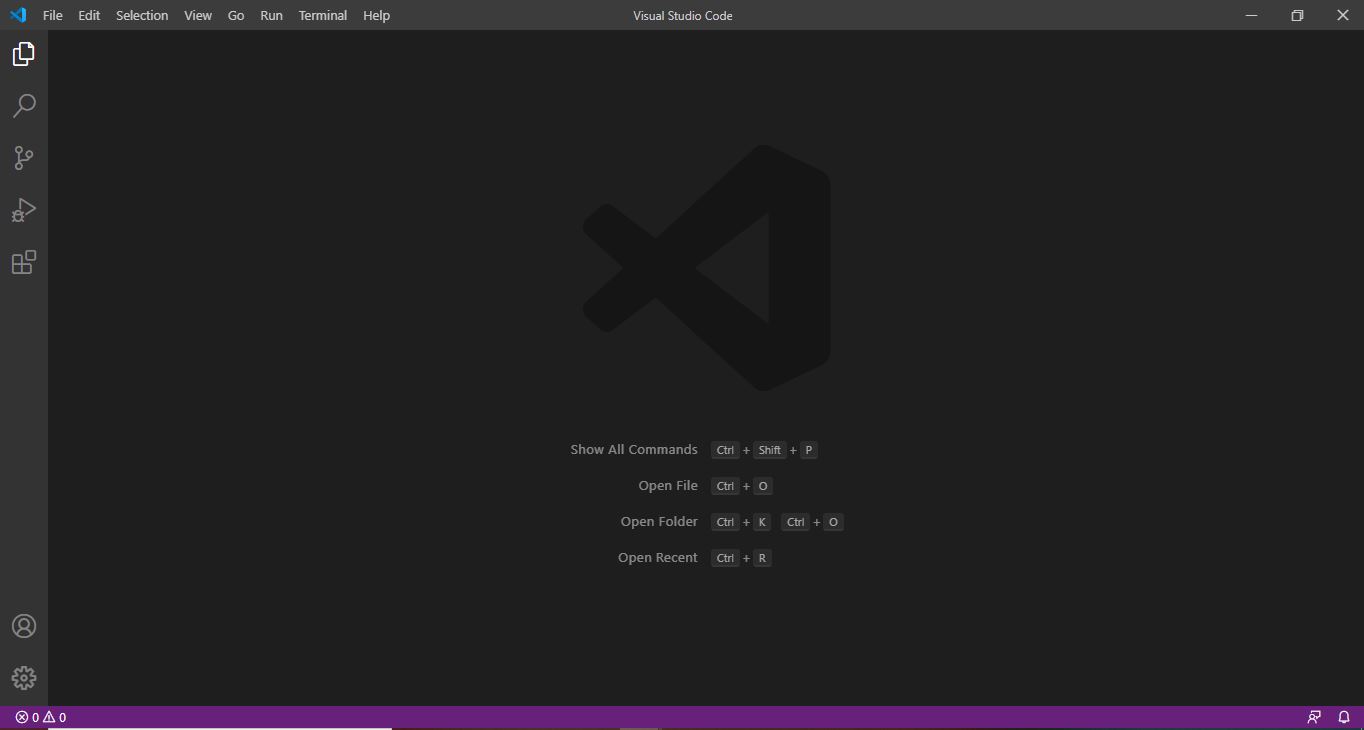 File Edit Selection View Go Run Terminal Help Visual Studio Code
Show All Commands Ctrl + Shift + P
Open File Ctrl + O
Open Folder Ctrl + K Ctrl + O
Open Recent Ctrl + R
0 0